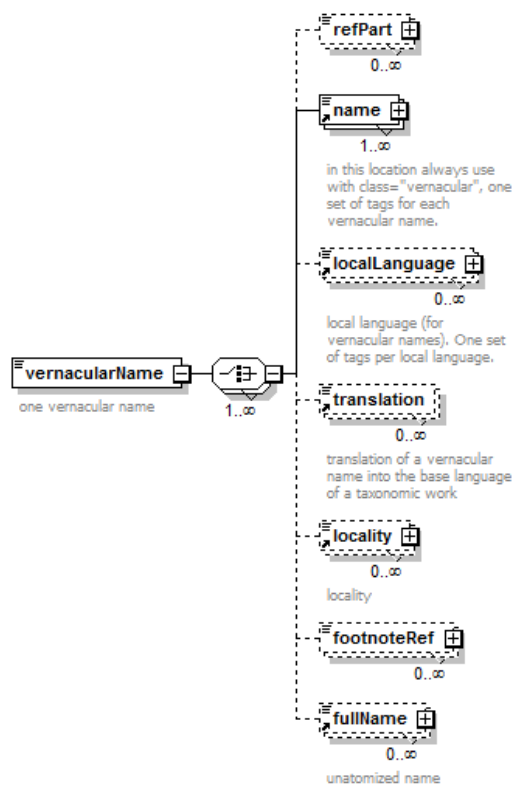 refPart
0..∞
name
1..∞
in this location always use
with class="vernacular", one
set of tags for each
vernacular name.
localLanguage
0..∞
local language (for
vernacular names). One set
of tags per local language.
vernacularName
one vernacular name
1..∞
translation
0..∞
translation of a vernacular
name into the base language
of a taxonomic work
locality
0..∞
locality
footnoteRef
0..∞
fullName
0..∞
unatomized name